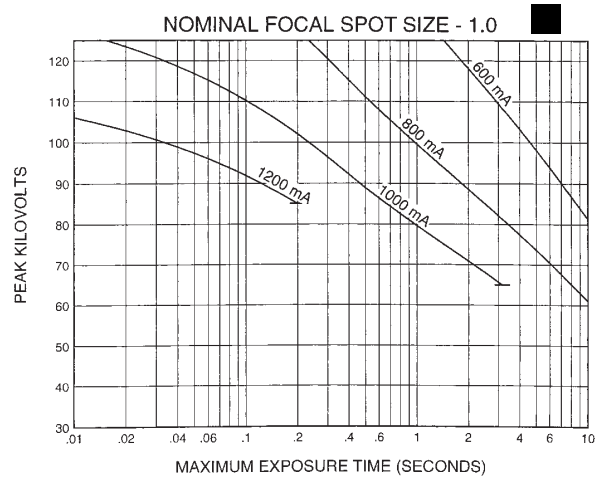 NOMINAL FOCAL SPOT SIZE - 1.0
120
110
100
90
80
70
60
50
40
30
PEAK KILOVOLTS
600 mA
800 mA
1000 mA
1200 mA
.01 .02 .04 .06 .1 .2 .4 .6 1 2 4 6 10
MAXIMUM EXPOSURE TIME (SECONDS)